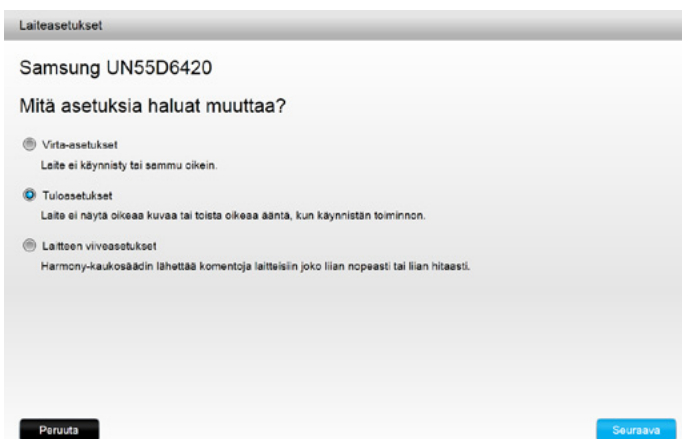 Laiteasetukset
Samsung UN55D6420
Mitä asetuksia haluat muuttaa?
Virta-asetukset
Laite ei käynnisty tai sammu oikein.
Tuloasetukset
Laite ei näytä oikeaa kuvaa tai toista oikeaa ääntä, kun käynnistän toiminnon.
Laitteen viiveasetukset
Harmony-kaukosäädin lähettää komentoja laitteisiin joko liian nopeasti tai liian hitaasti.
Peruuta
Seuraava